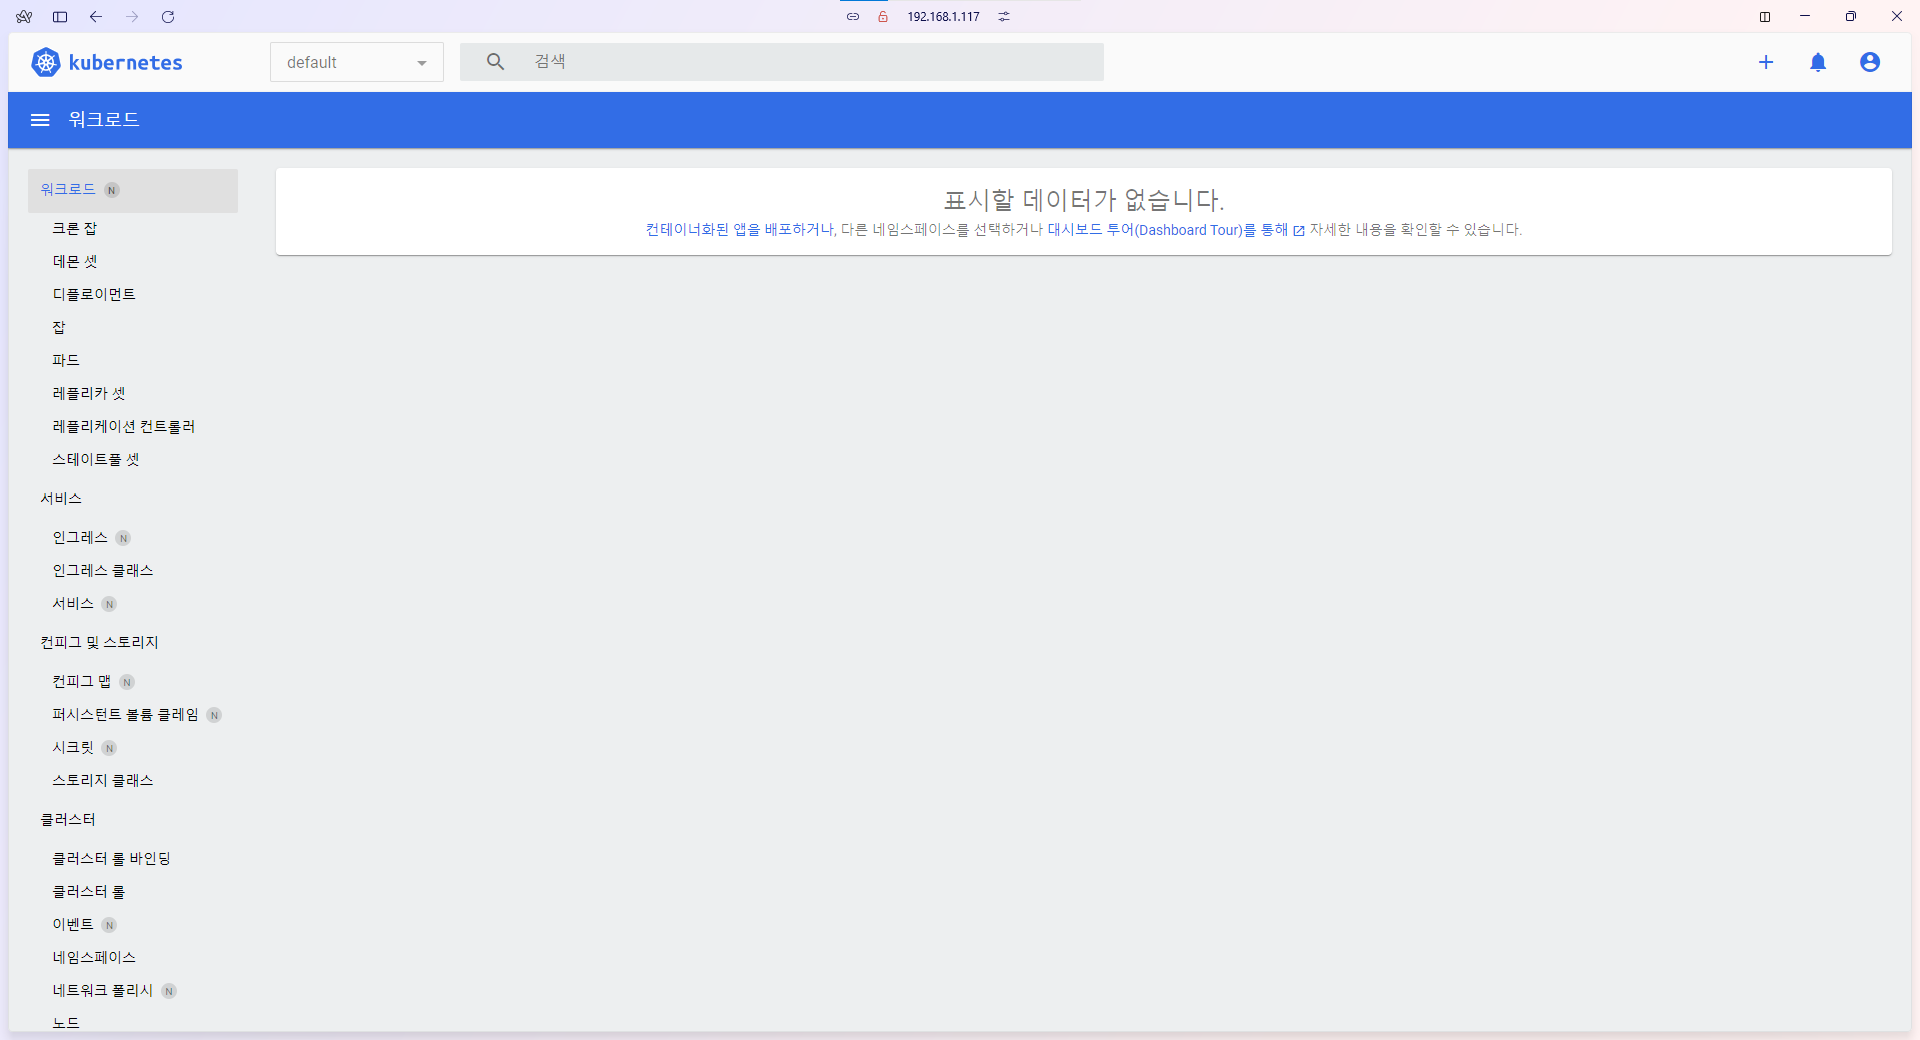 192.168.1.117
kubernetes
default
검색
워크로드
워크로드 N
크론 잡
데몬 셋
디플로이먼트
잡
파드
레플리카 셋
레플리케이션 컨트롤러
스테이트풀 셋
서비스
인그레스 N
인그레스 클래스
서비스 N
컨피그 및 스토리지
컨피그 맵 N
퍼시스턴트 볼륨 클레임 N
시크릿 N
스토리지 클래스
클러스터
클러스터 롤 바인딩
클러스터 롤
이벤트 N
네임스페이스
네트워크 폴리시 N
노드
표시할 데이터가 없습니다.
컨테이너화된 앱을 배포하거나, 다른 네임스페이스를 선택하거나 대시보드 투어(Dashboard Tour)를 통해 자세한 내용을 확인할 수 있습니다.